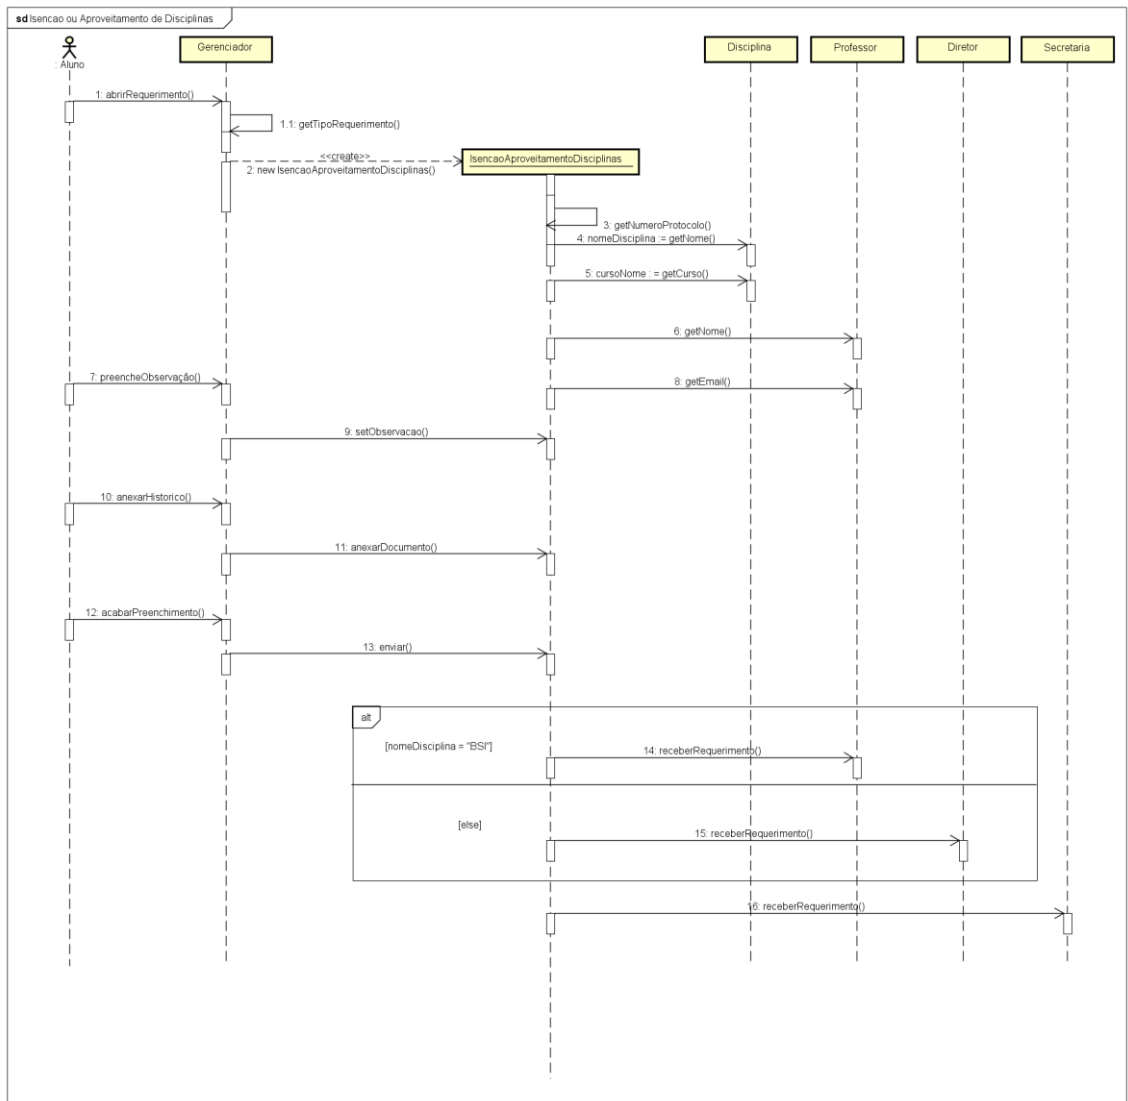 sd Isencao ou Aproveitamento de Disciplinas
: Aluno
Gerenciador
Disciplina
Professor
Diretor
Secretaria
1: abrirRequerimento()
1.1: getTipoRequerimento()
<<create>>
2: new IsencaoAproveitamentoDisciplinas()
IsencaoAproveitamentoDisciplinas
3: getNumeroProtocolo()
4: nomeDisciplina := getNome()
5: cursoNome : = getCurso()
6: getNome()
7: preencheObservação()
8: getEmail()
9: setObservacao()
10: anexarHistorico()
11: anexarDocumento()
12: acabarPreenchimento()
13: enviar()
alt
[nomeDisciplina = "BSI"]
14: receberRequerimento()
[else]
15: receberRequerimento()
16: receberRequerimento()